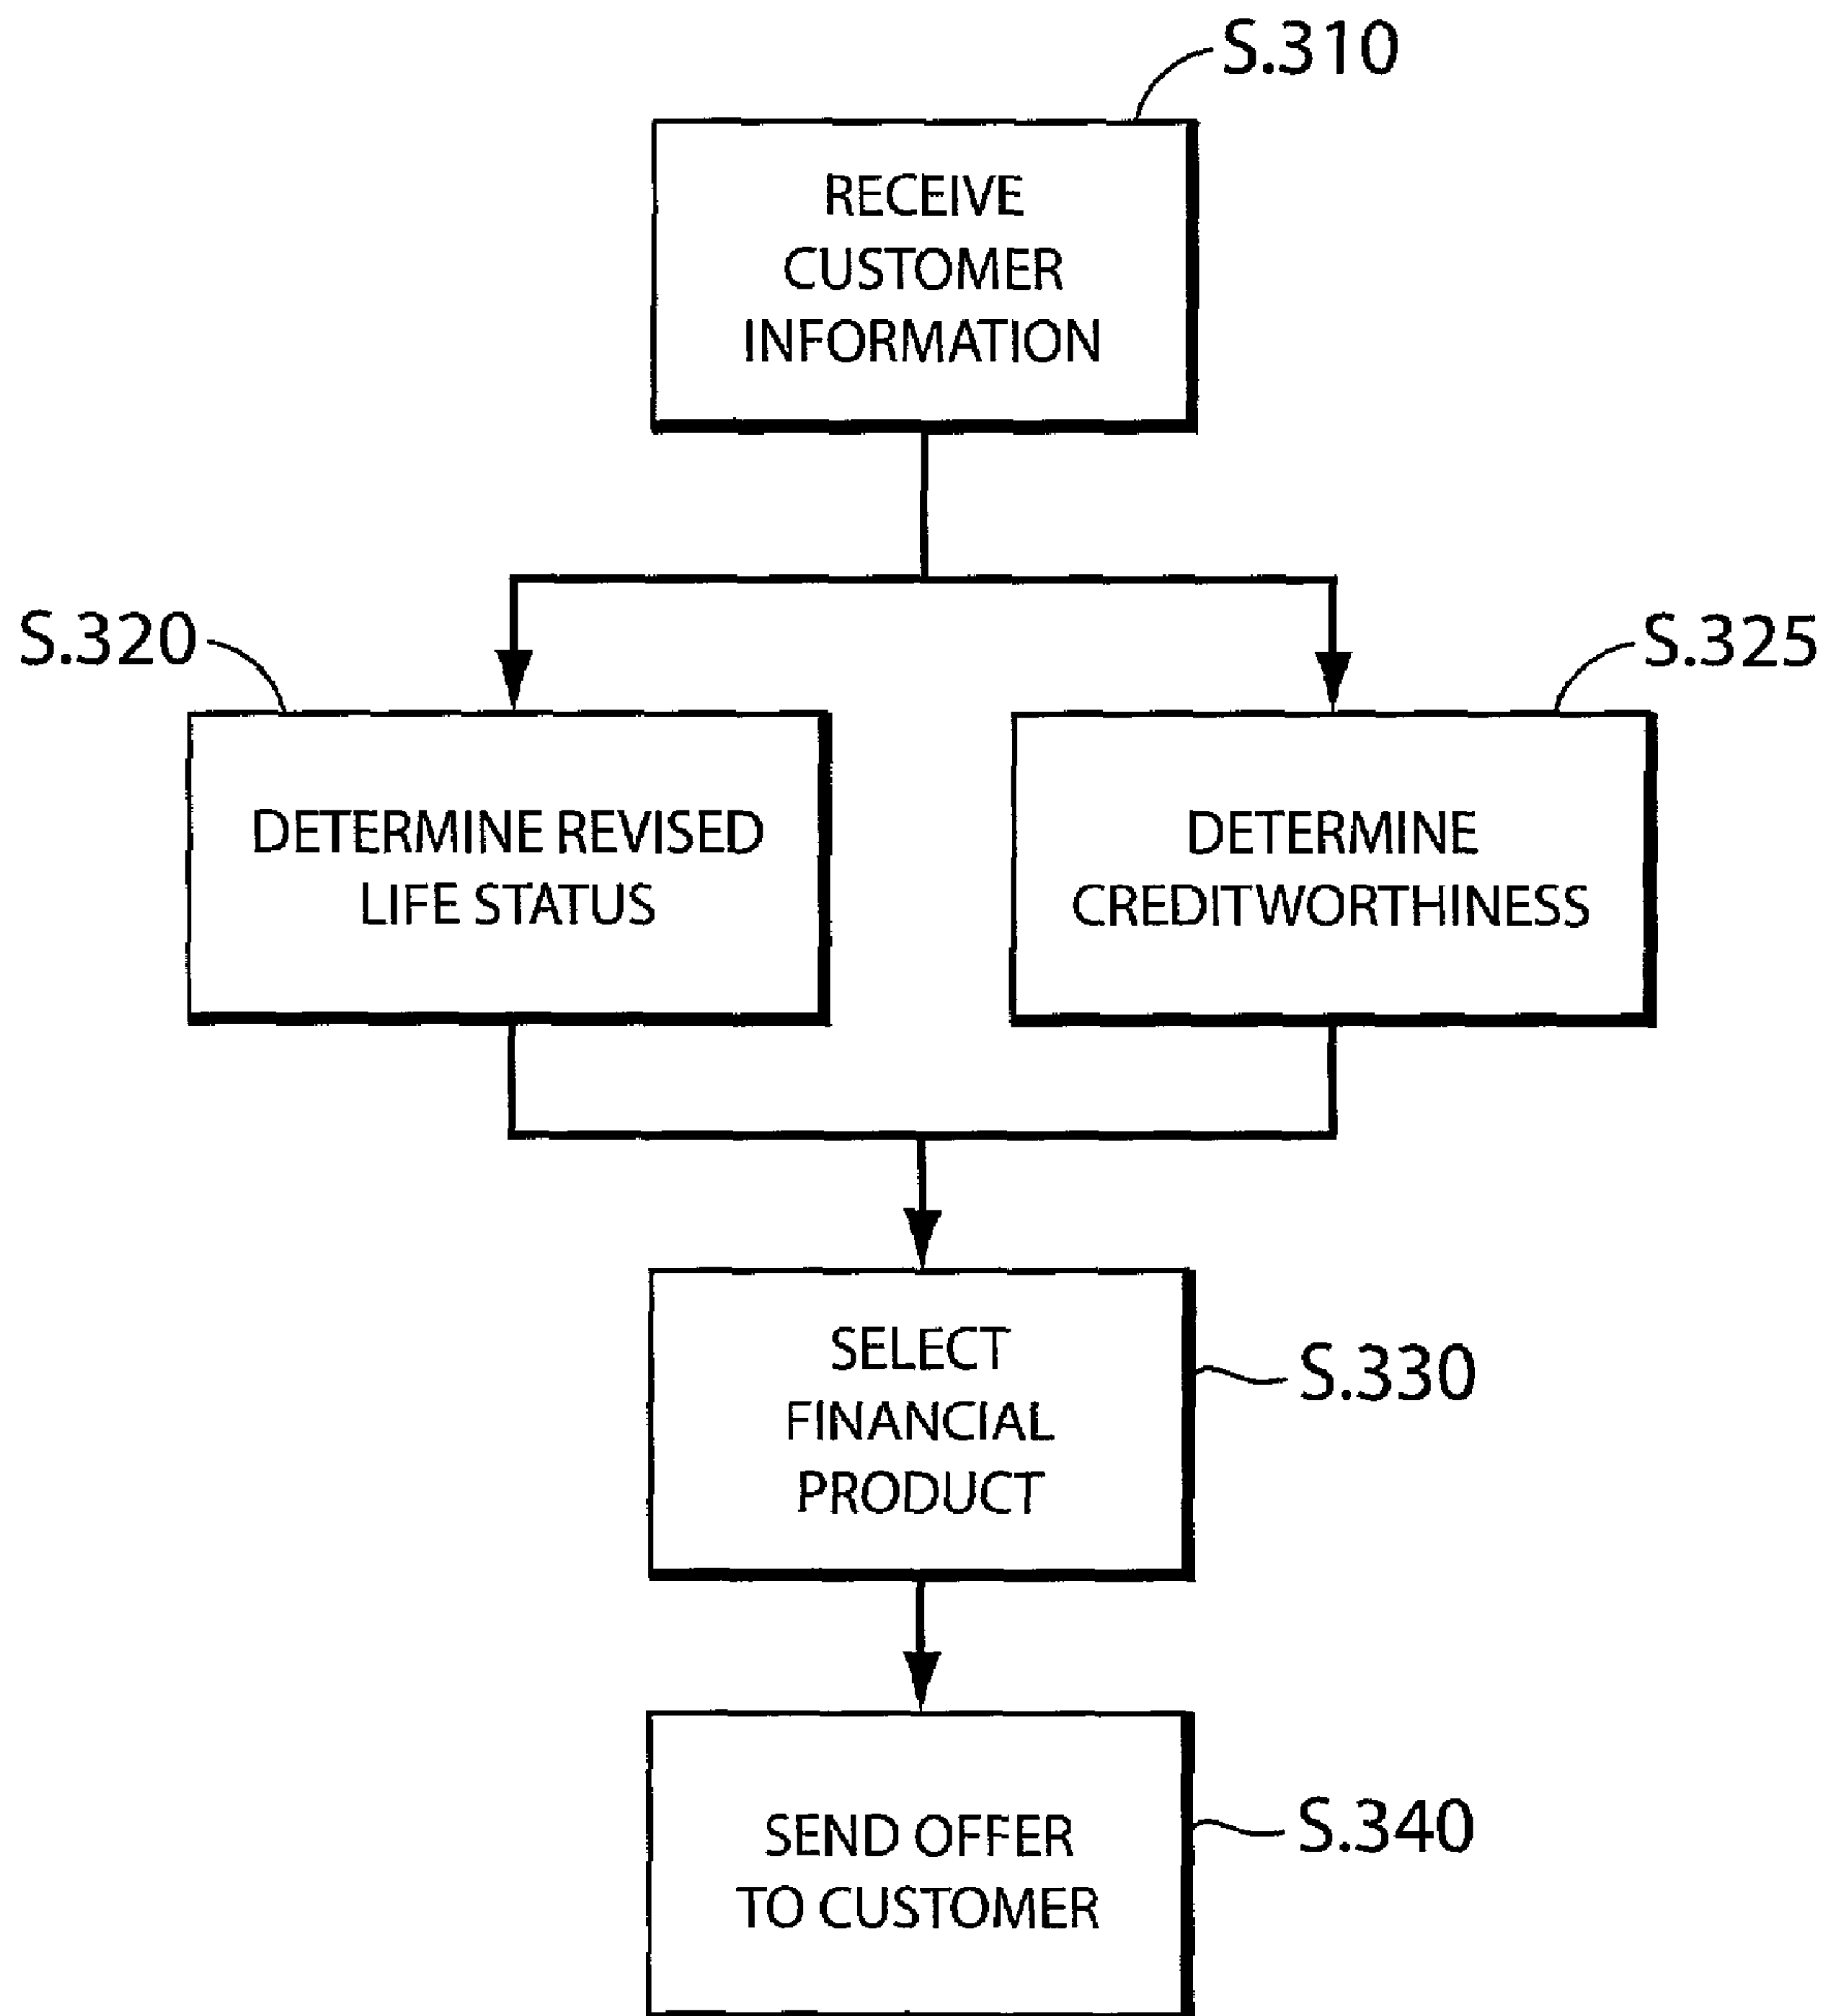 S.310
RECEIVE
CUSTOMER
INFORMATION
S.320
S.325
DETERMINE REVISED
LIFE STATUS
DETERMINE
CREDITWORTHINESS
SELECT
FINANCIAL
PRODUCT
S.330
SEND OFFER
TO CUSTOMER
S.340